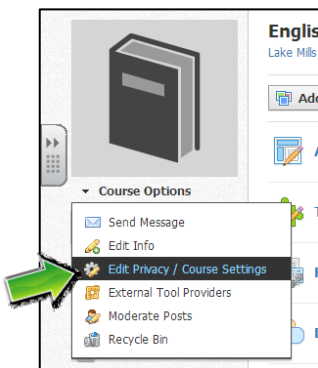 Englis
Lake Mills
Add
Course Options
Send Message
Edit Info
Edit Privacy / Course Settings
External Tool Providers
Moderate Posts
Recycle Bin